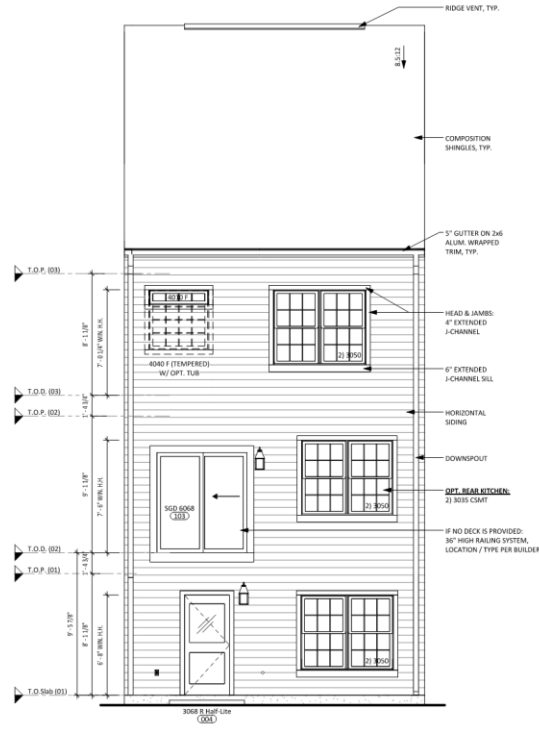 RIDGE VENT, TYP.
8.5:12
COMPOSITION
SHINGLES, TYP.
5" GUTTER ON 2x6
ALUM. WRAPPED
TRIM, TYP.
T.O.P. (03)
4010 F
HEAD & JAMBS:
4" EXTENDED
J-CHANNEL
8' - 1 1/8"
7' - 0 1/4" WIN. H.H.
2) 3050
4040 F (TEMPERED)
W/ OPT. TUB
6" EXTENDED
J-CHANNEL SILL
T.O.D. (03)
1' - 4 3/4"
T.O.P. (02)
HORIZONTAL
SIDING
DOWNSPOUT
9' - 1 1/8"
7' - 6" WIN. H.H.
OPT. REAR KITCHEN:
2) 3035 CSMT
SGD 6068
103
2) 3050
IF NO DECK IS PROVIDED:
36" HIGH RAILING SYSTEM,
LOCATION / TYPE PER BUILDER
T.O.D. (02)
1' - 4 3/4"
T.O.P. (01)
9' - 5 7/8"
8' - 1 1/8"
6' - 8" WIN. H.H.
2) 3050
T.O.Slab (01)
3068 R Half-Lite
004